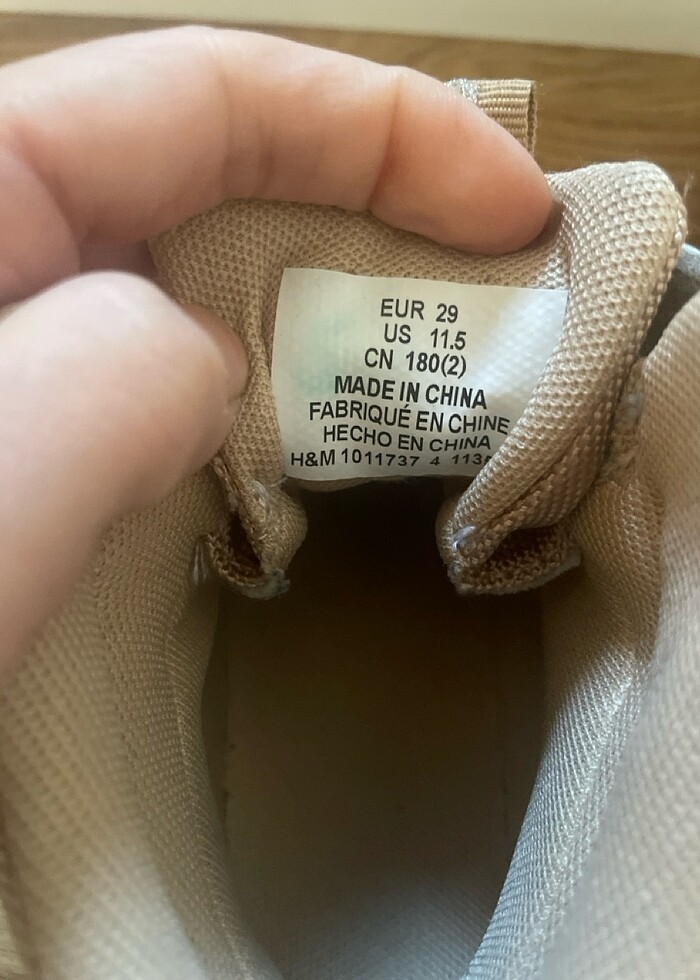 EUR 29
US 11.5
CN 180(2)
MADE IN CHINA
FABRIQUÉ EN CHINE
HECHO EN CHINA
H&M 1011737 4